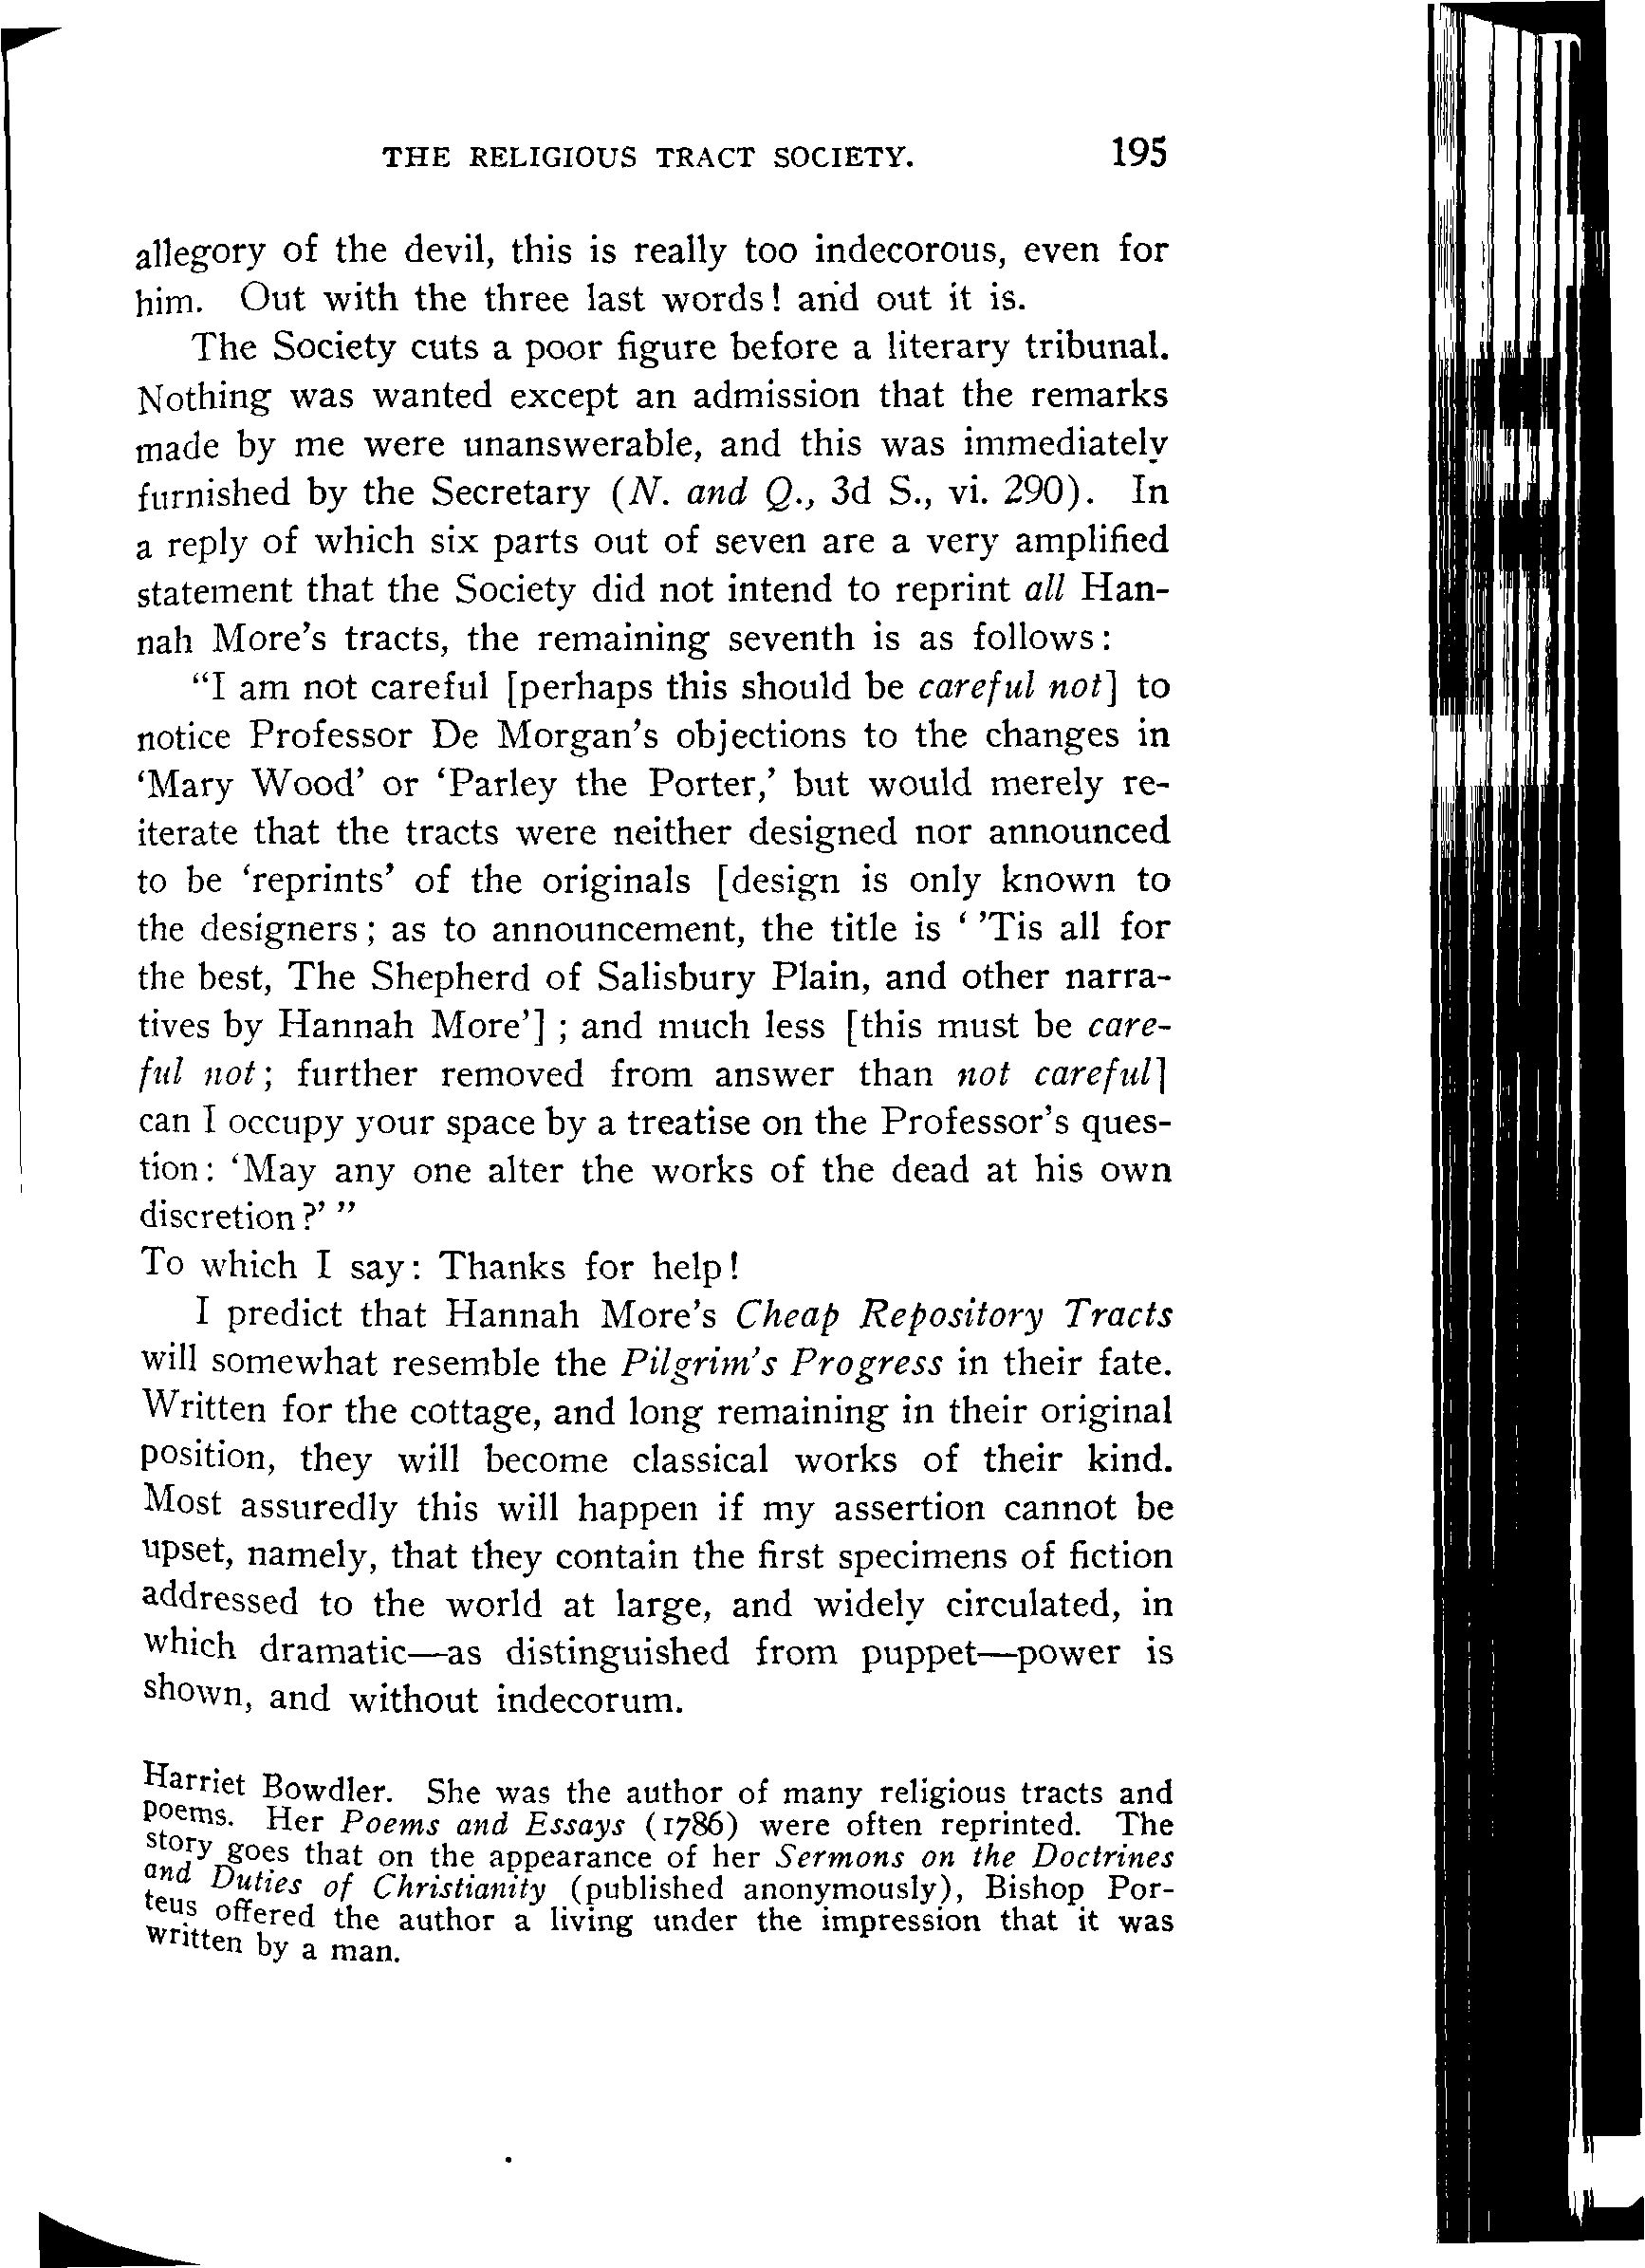 THE RELIGIOUS TRACT SOCIETY. 195
allegory of the devil, this is really too indecorous, even for
him. Out with the three last words! and out it is.
The Society cuts a poor figure before a literary tribunal.
Nothing was wanted except an admission that the remarks
made by me were unanswerable, and this was immediately
furnished by the Secretary (N. and Q., 3d S., vi. 290). In
a reply of which six parts out of seven are a very amplified
statement that the Society did not intend to reprint all Han-
nah More's tracts, the remaining seventh is as follows:
“I am not careful [perhaps this should be careful not] to
notice Professor De Morgan's objections to the changes in
‘Mary Wood’ or ‘Parley the Porter,’ but would merely re-
iterate that the tracts were neither designed nor announced
to be ‘reprints’ of the originals [design is only known to
the designers; as to announcement, the title is ‘ ’Tis all for
the best, The Shepherd of Salisbury Plain, and other narra-
tives by Hannah More’]; and much less [this must be care-
ful not; further removed from answer than not careful]
can I occupy your space by a treatise on the Professor's ques-
tion: ‘May any one alter the works of the dead at his own
discretion?’ ”
To which I say: Thanks for help!
I predict that Hannah More's Cheap Repository Tracts
will somewhat resemble the Pilgrim's Progress in their fate.
Written for the cottage, and long remaining in their original
position, they will become classical works of their kind.
Most assuredly this will happen if my assertion cannot be
upset, namely, that they contain the first specimens of fiction
addressed to the world at large, and widely circulated, in
which dramatic—as distinguished from puppet—power is
shown, and without indecorum.
Harriet Bowdler. She was the author of many religious tracts and
poems. Her Poems and Essays (1786) were often reprinted. The
story goes that on the appearance of her Sermons on the Doctrines
and Duties of Christianity (published anonymously), Bishop Por-
teus offered the author a living under the impression that it was
written by a man.